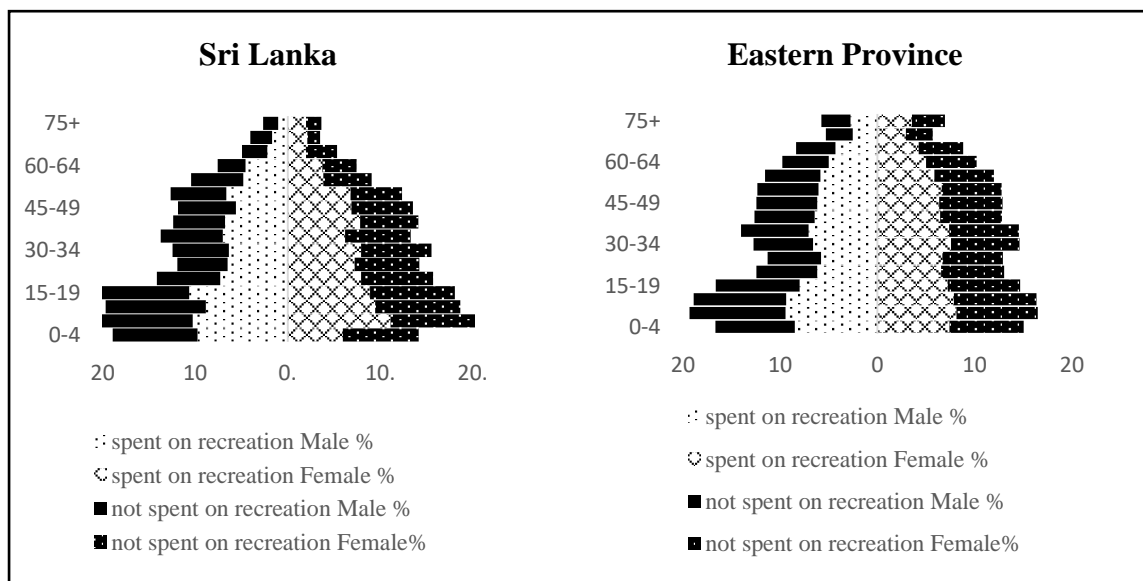 Sri Lanka
75+
60-64
45-49
30-34
15-19
0-4
20 10 0. 10. 20.
spent on recreation Male %
spent on recreation Female %
not spent on recreation Male %
not spent on recreation Female%
Eastern Province
75+
60-64
45-49
30-34
15-19
0-4
20 10 0 10 20
spent on recreation Male %
spent on recreation Female %
not spent on recreation Male %
not spent on recreation Female%